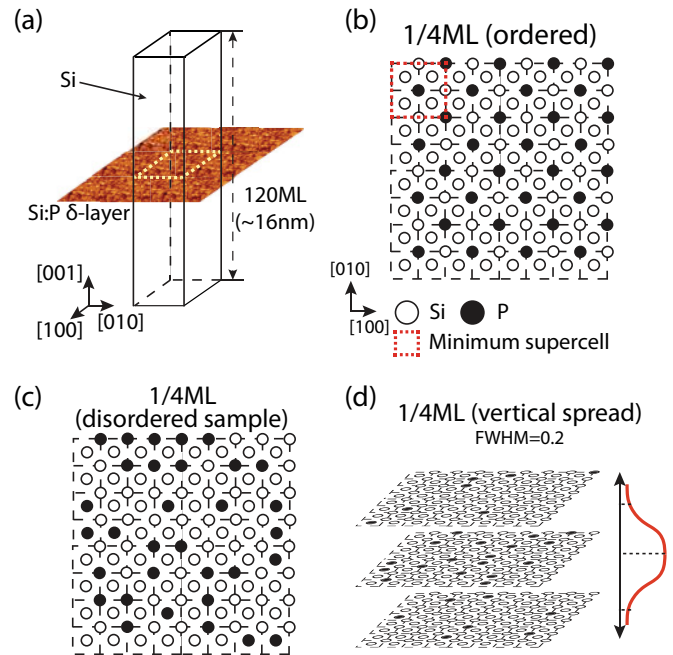 (a)
Si
Si:P δ-layer
120ML
(~16nm)
[001]
[100]
[010]
(b)
1/4ML (ordered)
[010]
[100]
Si
P
Minimum supercell
(c)
1/4ML
(disordered sample)
(d)
1/4ML (vertical spread)
FWHM=0.2